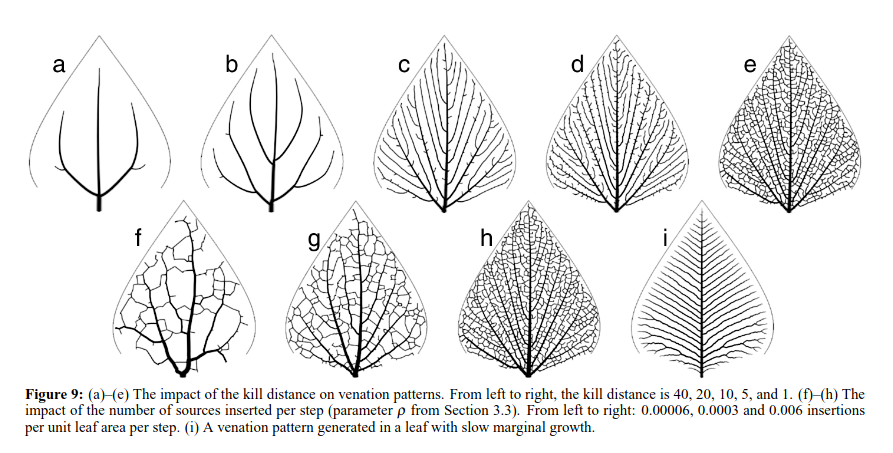 a
b
c
d
e
f
g
h
i
Figure 9: (a)–(e) The impact of the kill distance on venation patterns. From left to right, the kill distance is 40, 20, 10, 5, and 1. (f)–(h) The
impact of the number of sources inserted per step (parameter ρ from Section 3.3). From left to right: 0.00006, 0.0003 and 0.006 insertions
per unit leaf area per step. (i) A venation pattern generated in a leaf with slow marginal growth.